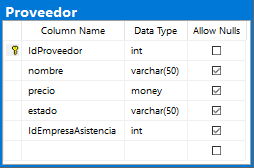 Proveedor
Column Name Data Type Allow Nulls
IdProveedor int
nombre varchar(50)
precio money
estado varchar(50)
IdEmpresaAsistencia int